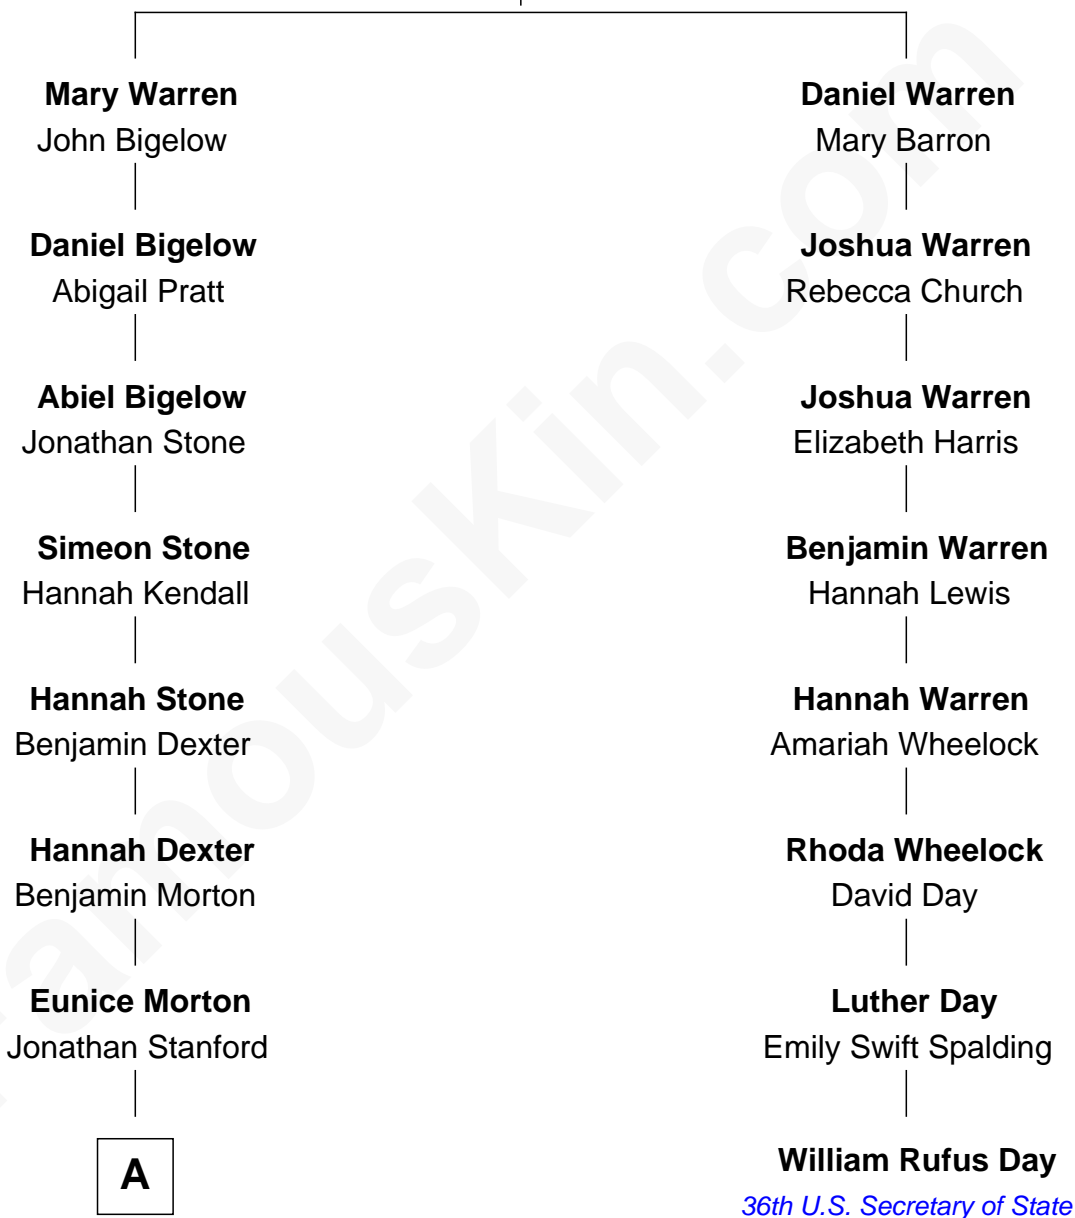 Mary Warren
John Bigelow
Daniel Warren
Mary Barron
Daniel Bigelow
Abigail Pratt
Joshua Warren
Rebecca Church
Abiel Bigelow
Jonathan Stone
Joshua Warren
Elizabeth Harris
Simeon Stone
Hannah Kendall
Benjamin Warren
Hannah Lewis
Hannah Stone
Benjamin Dexter
Hannah Warren
Amariah Wheelock
Hannah Dexter
Benjamin Morton
Rhoda Wheelock
David Day
Eunice Morton
Jonathan Stanford
Luther Day
Emily Swift Spalding
A
William Rufus Day
36th U.S. Secretary of State
FamousKin.com